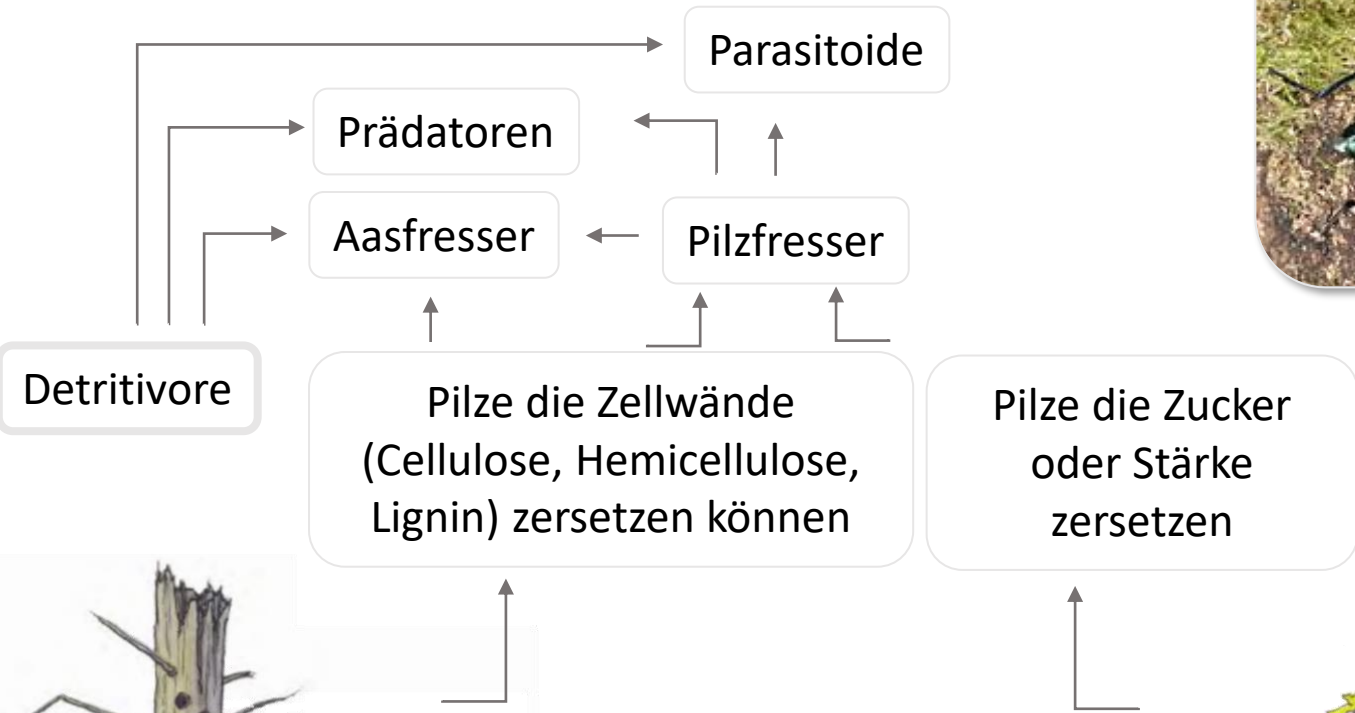 Parasitoide
Prädatoren
Aasfresser
Pilzfresser
Detritivore
Pilze die Zellwände
(Cellulose, Hemicellulose,
Lignin) zersetzen können
Pilze die Zucker
oder Stärke
zersetzen